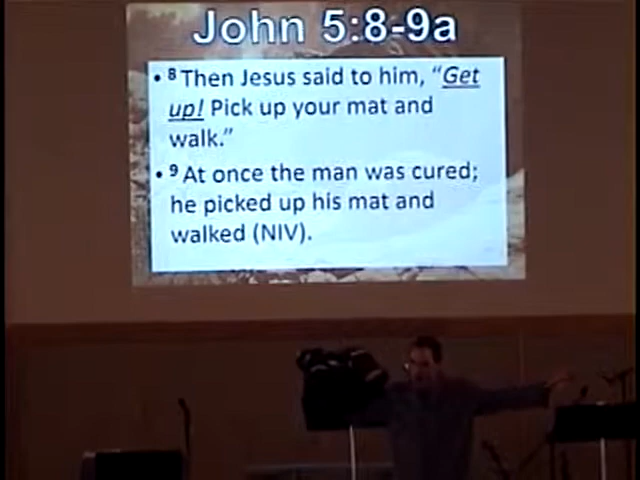 John 5:8-9a
• 8 Then Jesus said to him, “Get
up! Pick up your mat and
walk.”
• 9 At once the man was cured;
he picked up his mat and
walked (NIV).